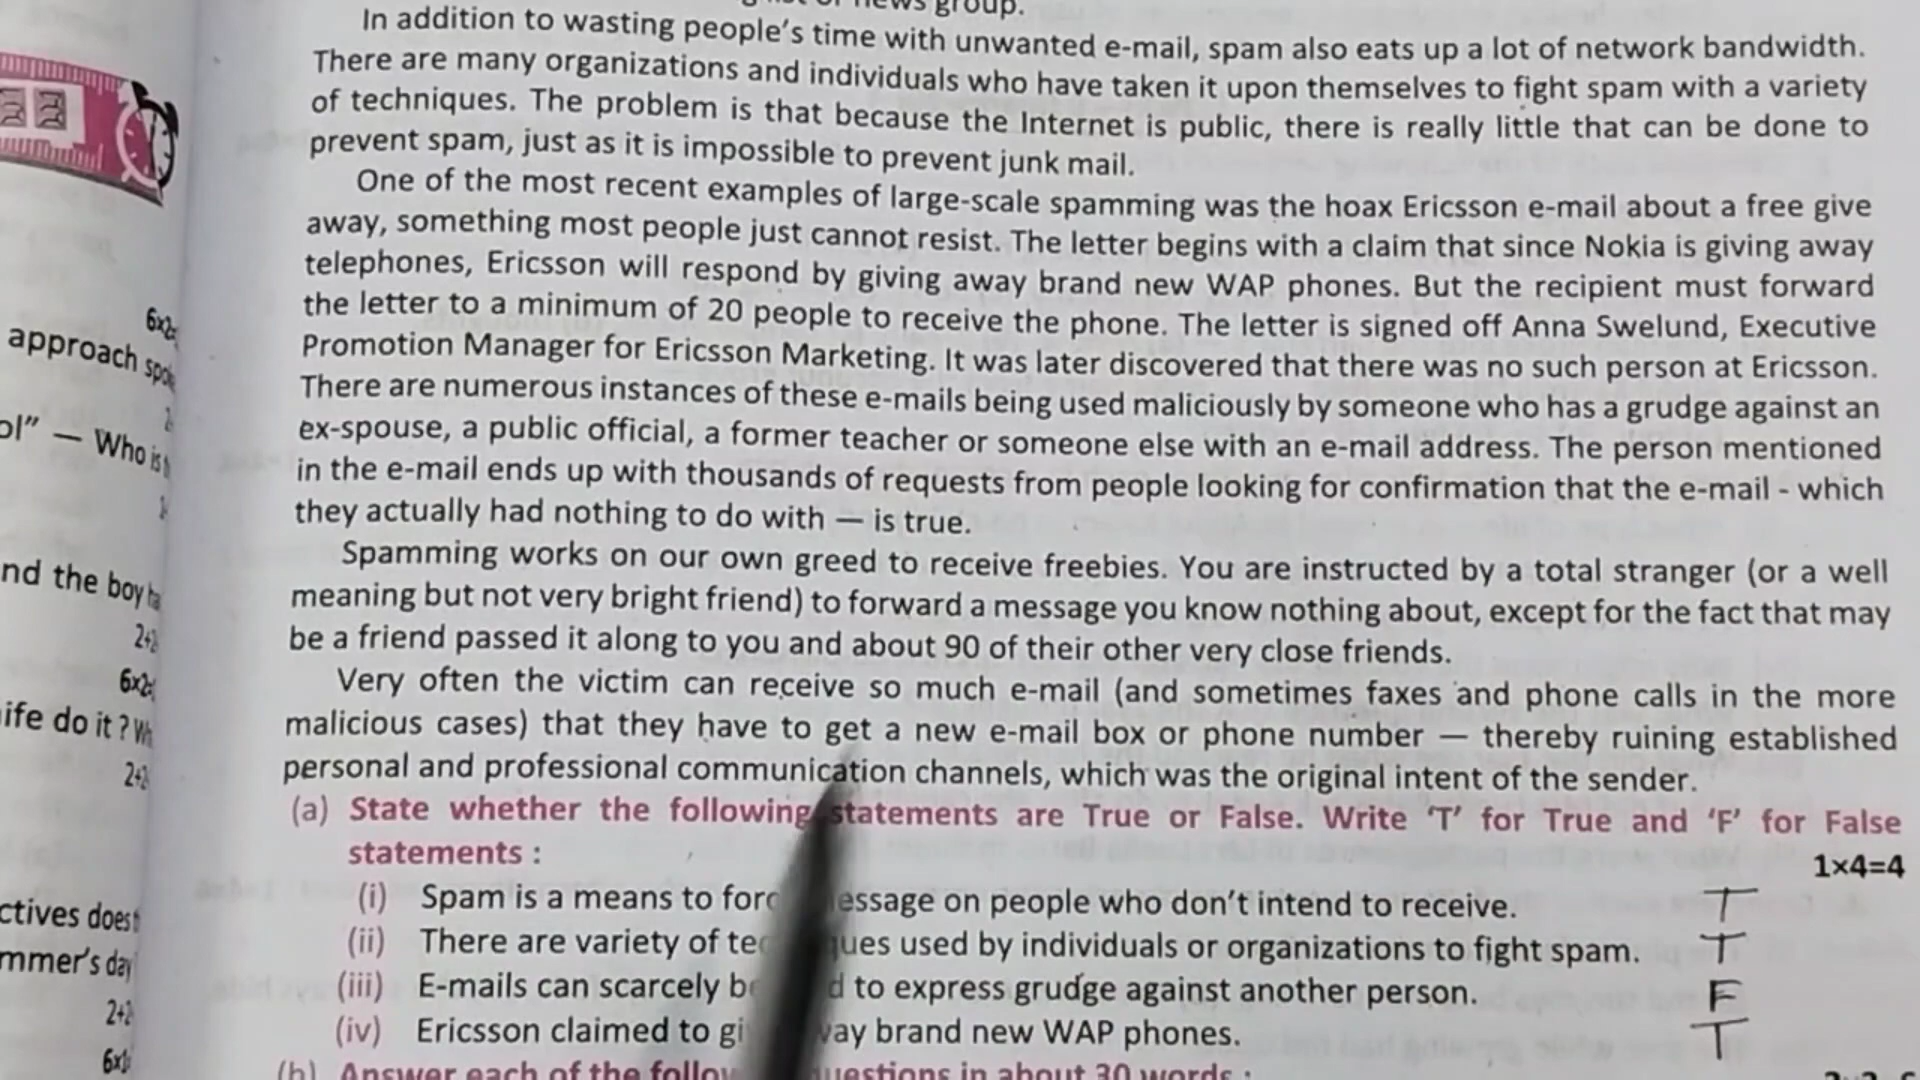 group.
In addition to wasting people's time with unwanted e-mail, spam also eats up a lot of network bandwidth.
There are many organizations and individuals who have taken it upon themselves to fight spam with a variety
of techniques. The problem is that because the Internet is public, there is really little that can be done to
prevent spam, just as it is impossible to prevent junk mail.
One of the most recent examples of large-scale spamming was the hoax Ericsson e-mail about a free give
away, something most people just cannot resist. The letter begins with a claim that since Nokia is giving away
telephones, Ericsson will respond by giving away brand new WAP phones. But the recipient must forward
the letter to a minimum of 20 people to receive the phone. The letter is signed off Anna Swelund, Executive
Promotion Manager for Ericsson Marketing. It was later discovered that there was no such person at Ericsson.
There are numerous instances of these e-mails being used maliciously by someone who has a grudge against an
ex-spouse, a public official, a former teacher or someone else with an e-mail address. The person mentioned
in the e-mail ends up with thousands of requests from people looking for confirmation that the e-mail - which
they actually had nothing to do with — is true.
Spamming works on our own greed to receive freebies. You are instructed by a total stranger (or a well
meaning but not very bright friend) to forward a message you know nothing about, except for the fact that may
be a friend passed it along to you and about 90 of their other very close friends.
Very often the victim can receive so much e-mail (and sometimes faxes and phone calls in the more
malicious cases) that they have to get a new e-mail box or phone number — thereby ruining established
personal and professional communication channels, which was the original intent of the sender.
(a) State whether the following statements are True or False. Write 'T' for True and 'F' for False
statements :
1×4=4
(i) Spam is a means to essage on people who don't intend to receive. T
(ii) There are variety of used by individuals or organizations to fight spam. T
(iii) E-mails can scarcely to express grudge against another person. F
(iv) Ericsson claimed to brand new WAP phones. T
(b) Answer each of the questions in about 30 words :
approach
— Who is
nd the boy
ife do it ?
ctives does
mmer's day